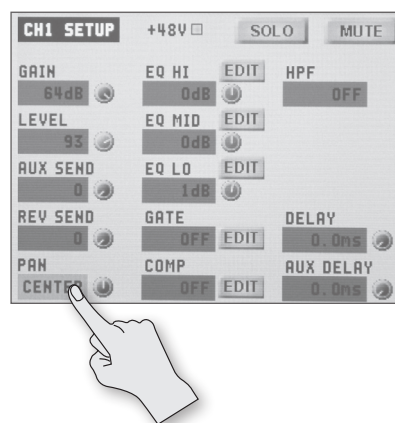 CH1 SETUP +48V SOLO MUTE
GAIN EQ HI EDIT HPF
64dB 0dB OFF
LEVEL EQ MID EDIT
93 0dB
AUX SEND EQ LO EDIT
0 1dB
REV SEND GATE DELAY
0 OFF EDIT 0.0ms
PAN COMP AUX DELAY
CENTER OFF EDIT 0.0ms